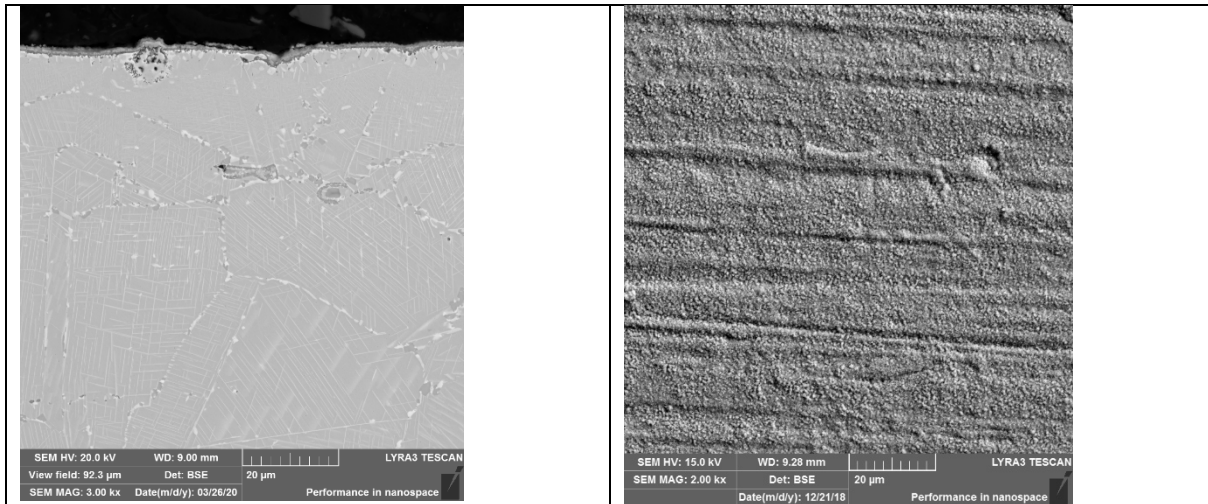 SEM HV: 20.0 kV WD: 9.00 mm LYRA3 TESCAN
View field: 92.3 µm Det: BSE 20 µm
SEM MAG: 3.00 kx Date(m/d/y): 03/26/20 Performance in nanospace
SEM HV: 15.0 kV WD: 9.28 mm LYRA3 TESCAN
SEM MAG: 2.00 kx Det: BSE 20 µm
Date(m/d/y): 12/21/18 Performance in nanospace